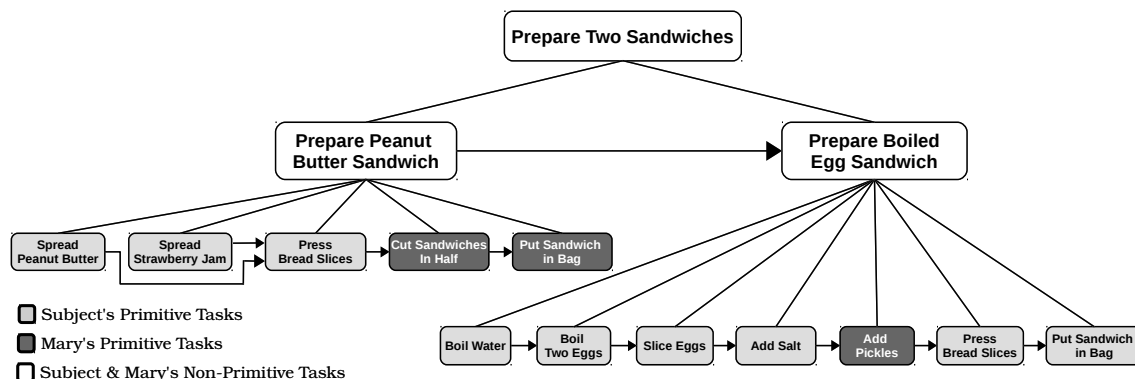 Prepare Two Sandwiches
Prepare Peanut
Butter Sandwich
Prepare Boiled
Egg Sandwich
Spread
Peanut Butter
Spread
Strawberry Jam
Press
Bread Slices
Cut Sandwiches
In Half
Put Sandwich
in Bag
Subject's Primitive Tasks
Mary's Primitive Tasks
Subject & Mary's Non-Primitive Tasks
Boil Water
Boil
Two Eggs
Slice Eggs
Add Salt
Add
Pickles
Press
Bread Slices
Put Sandwich
in Bag